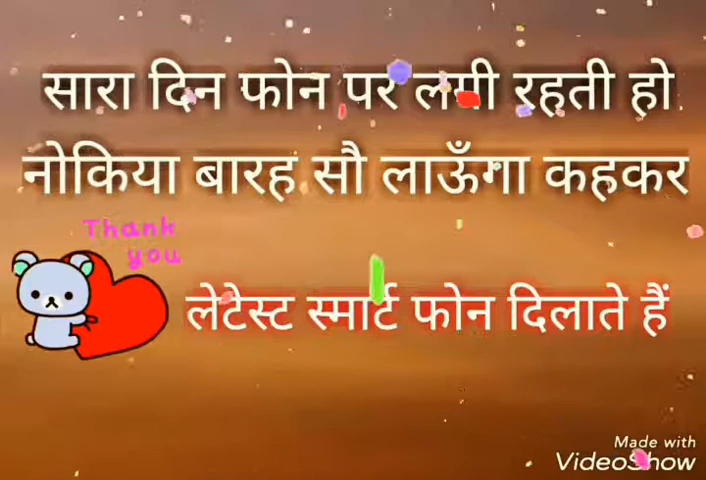 सारा दिन फोन पर लगी रहती हो
नोकिया बारह सौ लाऊँगा कहकर
Thank
you
लेटेस्ट स्मार्ट फोन दिलाते हैं
Made with
VideoShow